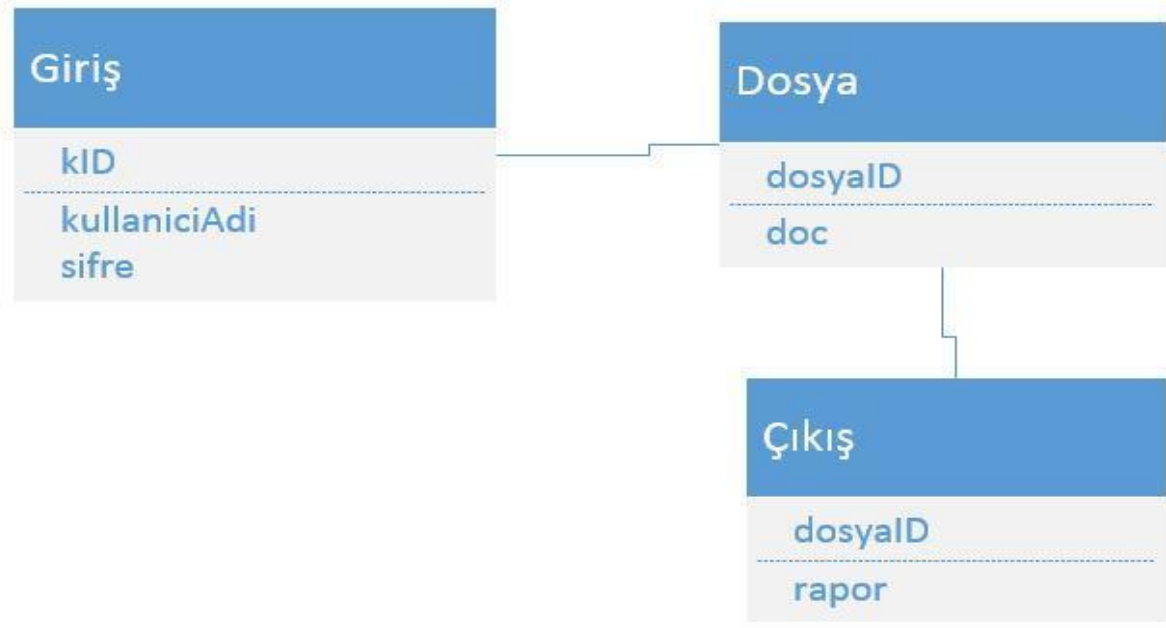 Giriş
kID
kullaniciAdi
sifre
Dosya
dosyaID
doc
Çıkış
dosyaID
rapor